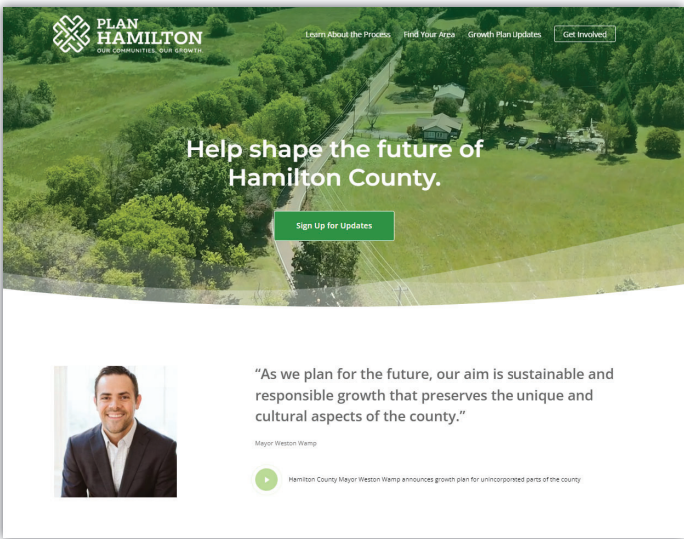 PLAN
HAMILTON
OUR COMMUNITIES. OUR GROWTH.
Learn About the Process
Find Your Area
Growth Plan Updates
Get Involved
Help shape the future of
Hamilton County.
Sign Up for Updates
“As we plan for the future, our aim is sustainable and
responsible growth that preserves the unique and
cultural aspects of the county.”
Mayor Weston Wamp
Hamilton County Mayor Weston Wamp announces growth plan for unincorporated parts of the county